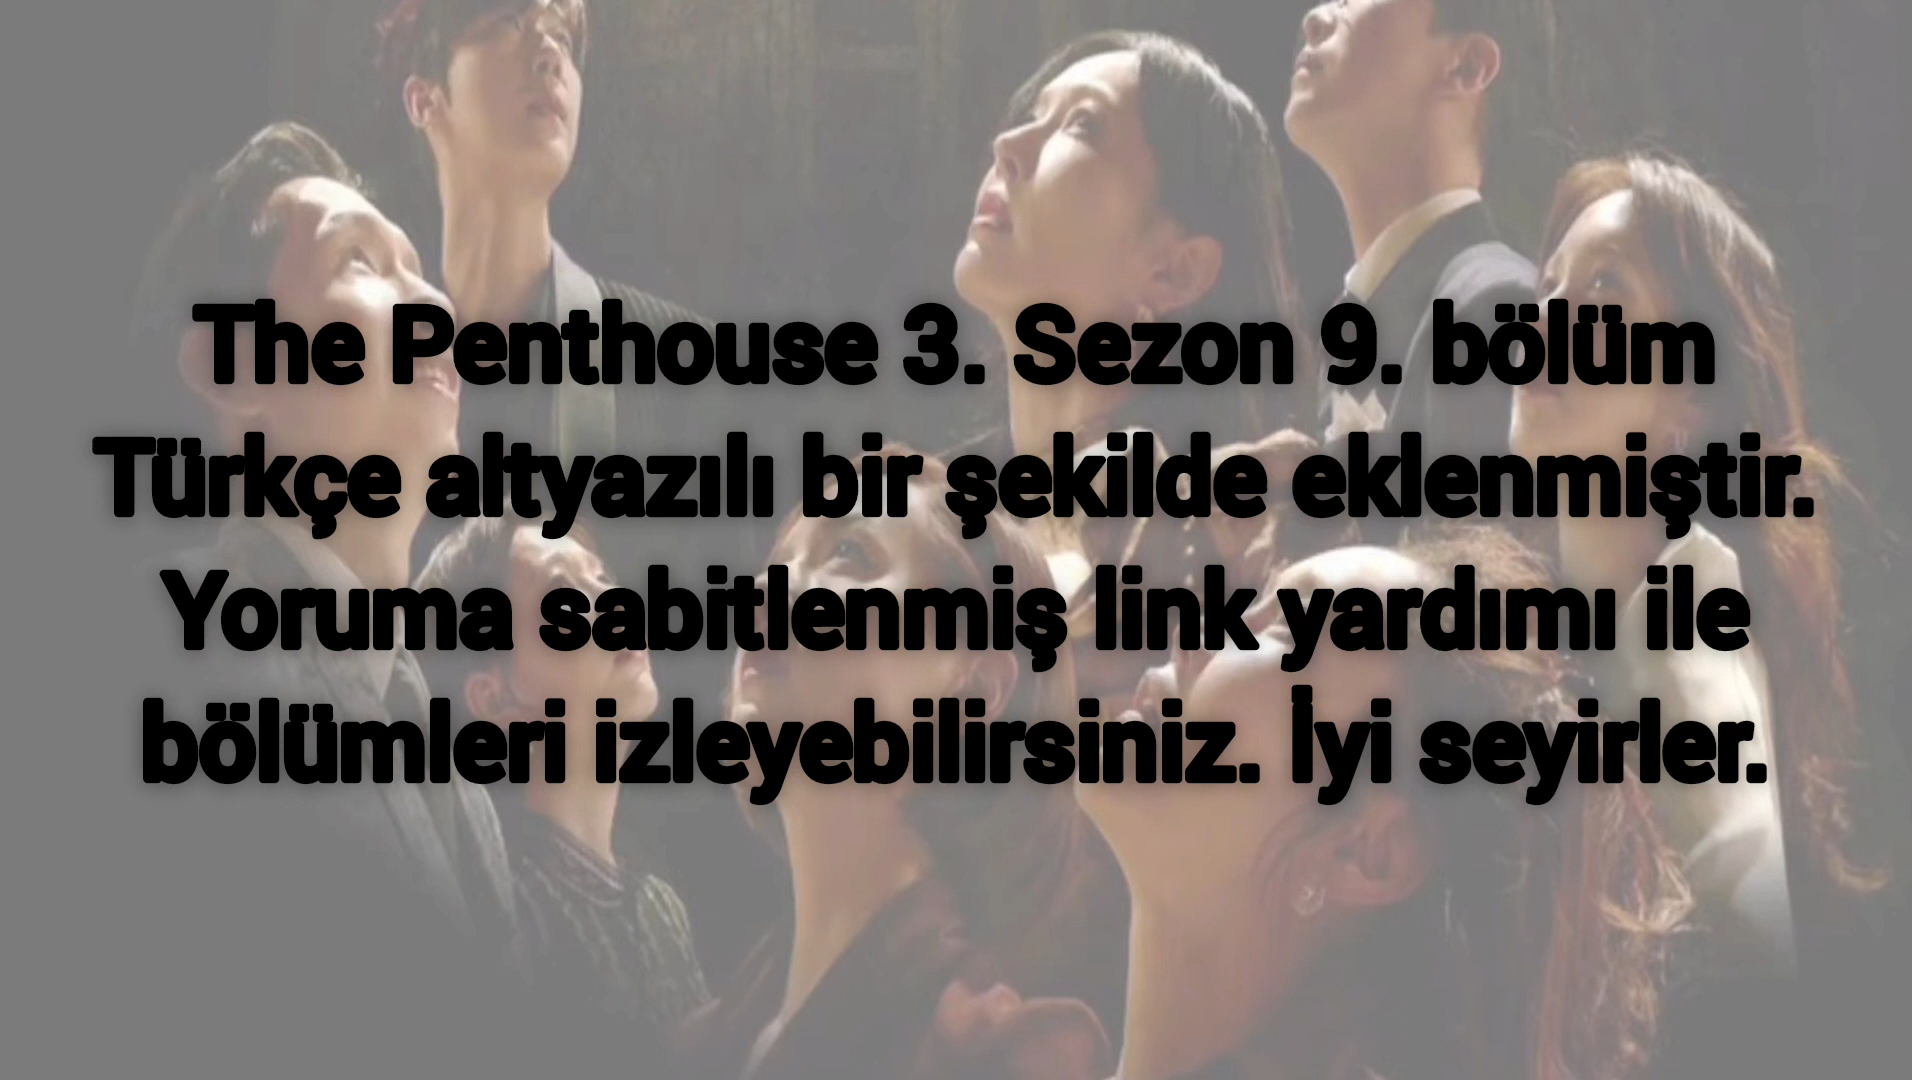 The Penthouse 3. Sezon 9. bölüm
Türkçe altyazılı bir şekilde eklenmiştir.
Yoruma sabitlenmiş link yardımı ile
bölümleri izleyebilirsiniz. İyi seyirler.